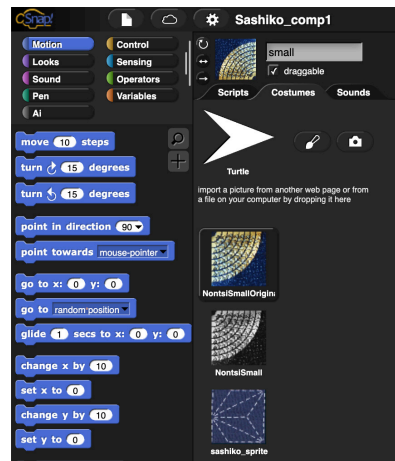 CSnap!
Sashiko_comp1
Motion
Control
Looks
Sensing
Sound
Operators
Pen
Variables
Ai
small
draggable
Scripts Costumes Sounds
move 10 steps
turn 15 degrees
turn 15 degrees
point in direction 90
point towards mouse-pointer
go to x: 0 y: 0
go to random position
glide 1 secs to x: 0 y: 0
change x by 10
set x to 0
change y by 10
set y to 0
Turtle
import a picture from another web page or from
a file on your computer by dropping it here
NontsiSmallOrigina
NontsiSmall
sashiko_sprite